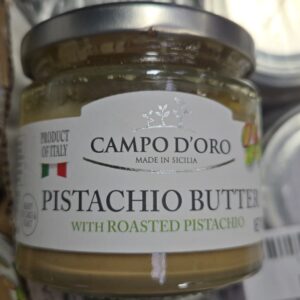 CAMPO D'ORO
MADE IN SICILIA
PRODUCT
OF ITALY
PISTACHIO BUTTER
WITH ROASTED PISTACHIO